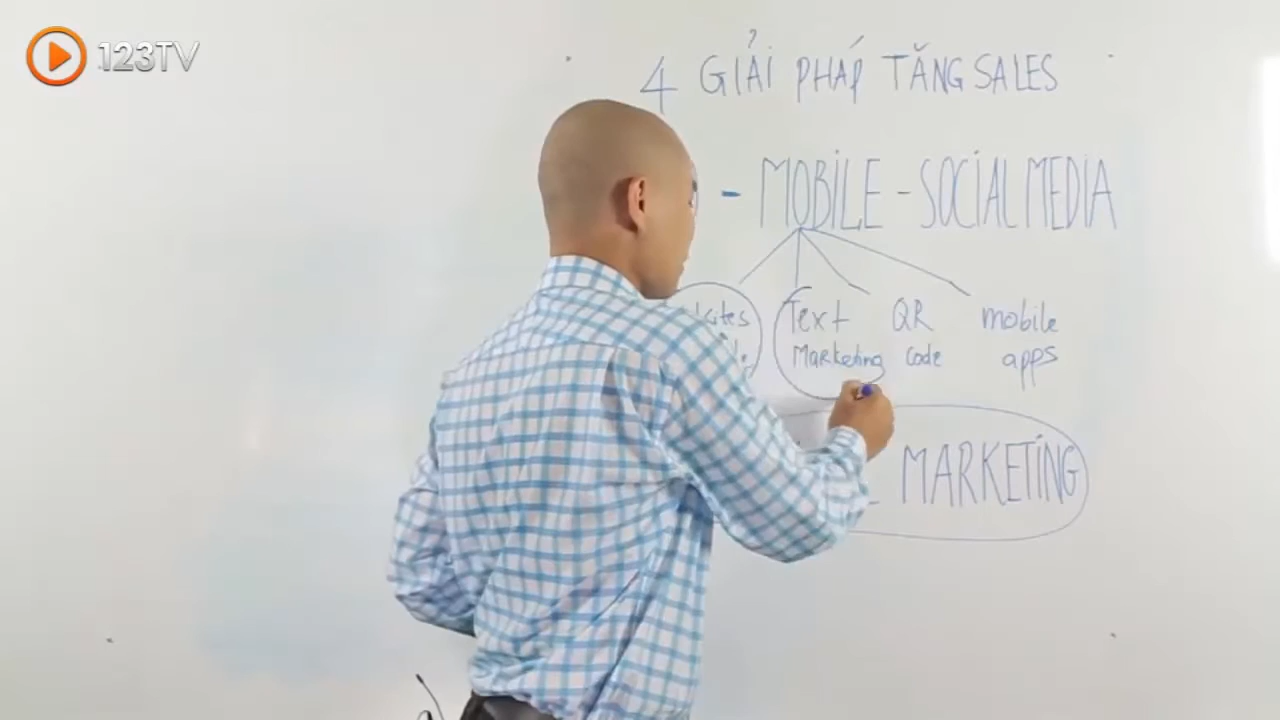 123TV
4 GIẢI PHÁP TĂNG SALES
- MOBILE - SOCIAL MEDIA
Text QR mobile
Marketing Code apps
MARKETING